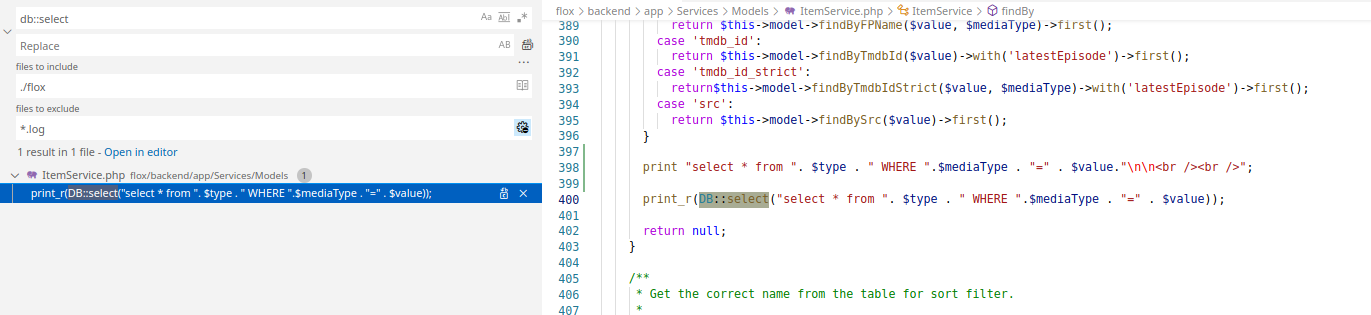 db::select
Aa
Abl
.*
Replace
AB
files to include
...
./flox
files to exclude
*.log
1 result in 1 file - Open in editor
ItemService.php flox/backend/app/Services/Models 1
print_r(DB::select("select * from ". $type . " WHERE ".$mediaType . "=" . $value));
flox > backend > app > Services > Models > ItemService.php > ItemService > findBy
389 return $this->model->findByFPName($value, $mediaType)->first();
390 case 'tmdb_id':
391 return $this->model->findByTmdbId($value)->with('latestEpisode')->first();
392 case 'tmdb_id_strict':
393 return$this->model->findByTmdbIdStrict($value, $mediaType)->with('latestEpisode')->first();
394 case 'src':
395 return $this->model->findBySrc($value)->first();
396 }
397
398 print "select * from ". $type . " WHERE ".$mediaType . "=" . $value."\n\n<br /><br />";
399
400 print_r(DB::select("select * from ". $type . " WHERE ".$mediaType . "=" . $value));
401
402 return null;
403 }
404
405 /**
406 * Get the correct name from the table for sort filter.
407 *